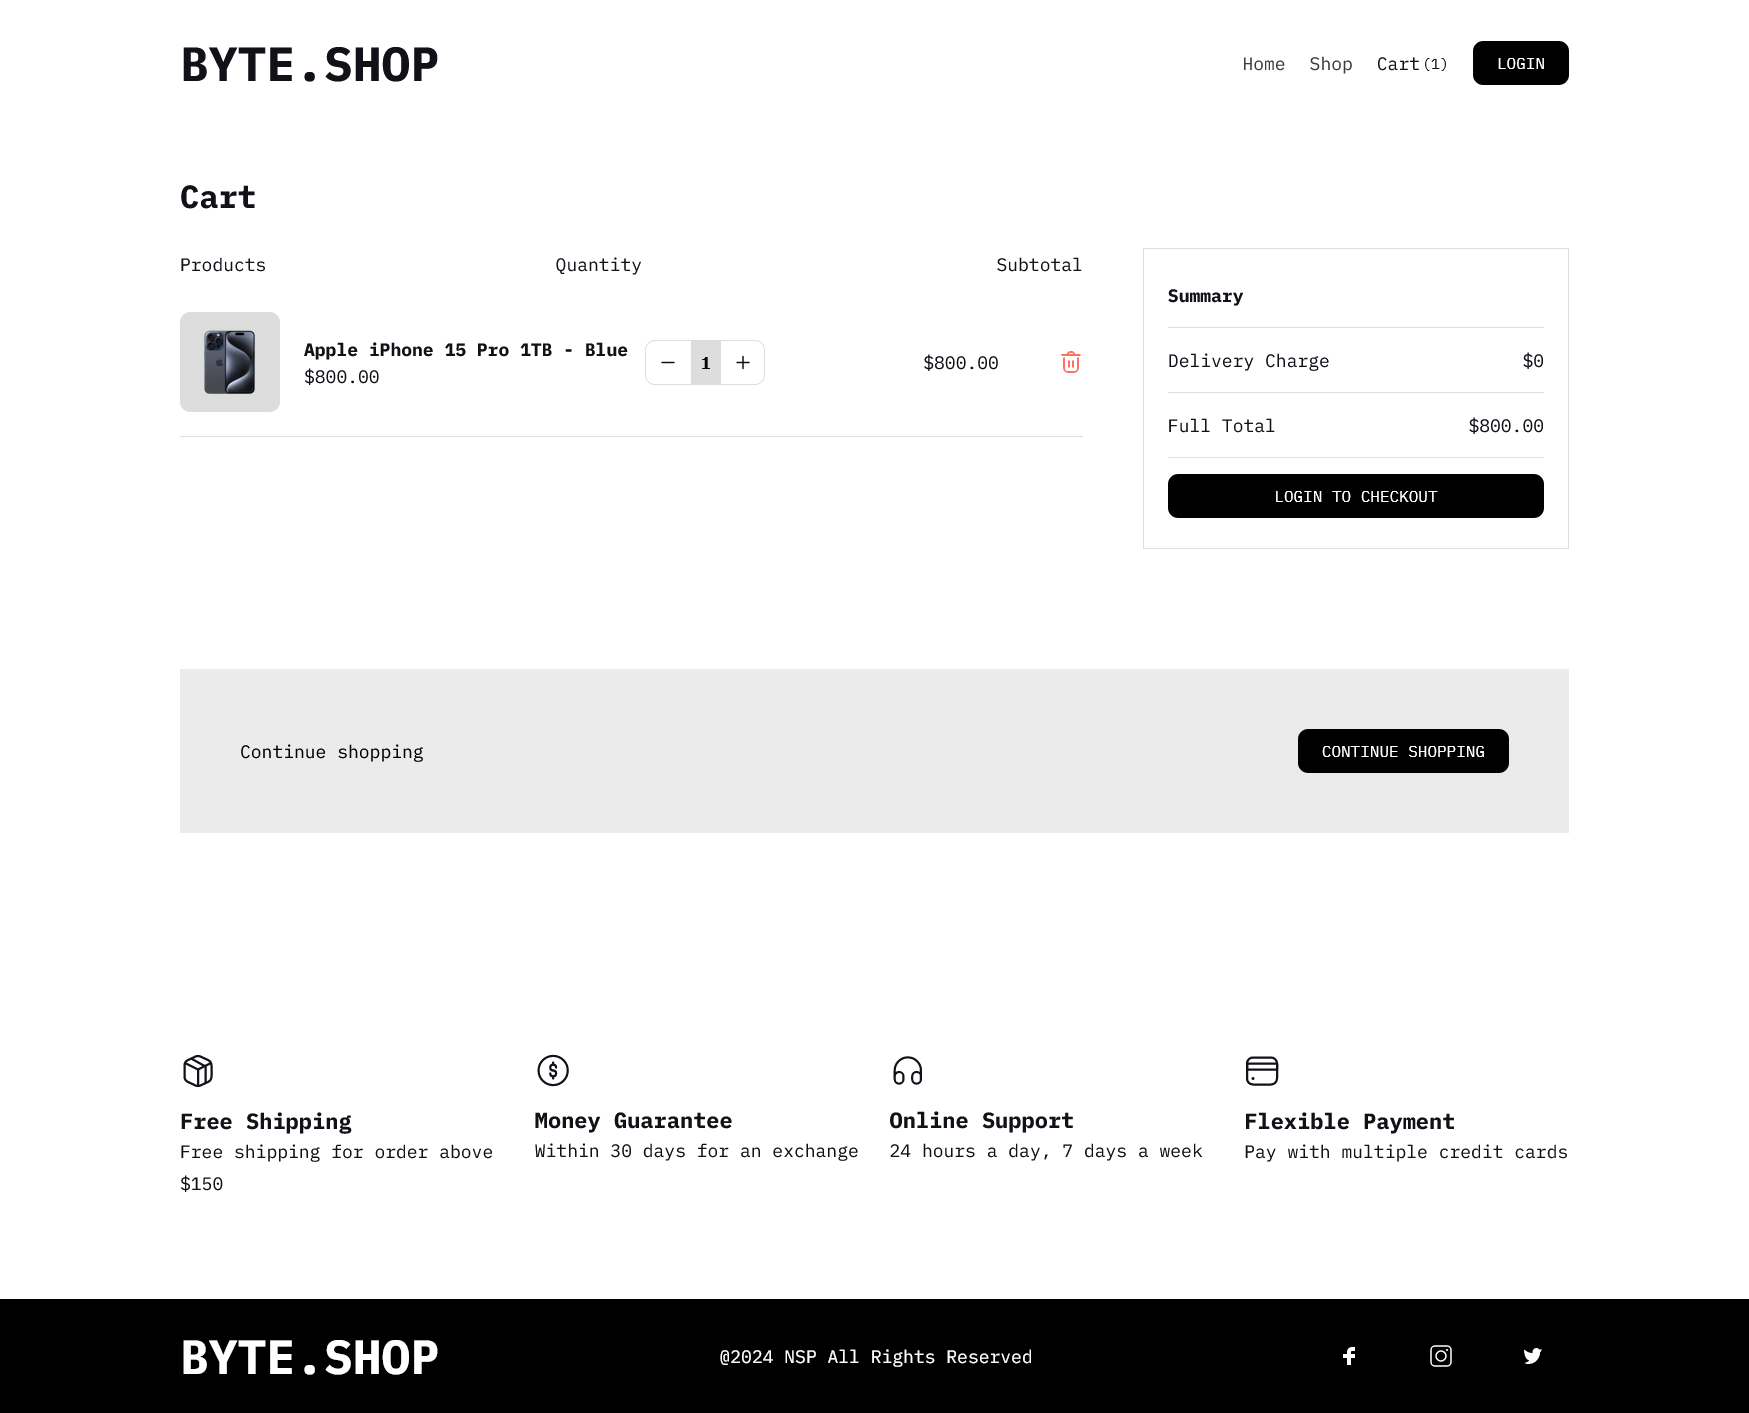 BYTE.SHOP
Home Shop Cart (1) LOGIN
Cart
Products Quantity Subtotal
Apple iPhone 15 Pro 1TB - Blue
$800.00
1
$800.00
Summary
Delivery Charge $0
Full Total $800.00
LOGIN TO CHECKOUT
Continue shopping
CONTINUE SHOPPING
Free Shipping
Free shipping for order above
$150
Money Guarantee
Within 30 days for an exchange
Online Support
24 hours a day, 7 days a week
Flexible Payment
Pay with multiple credit cards
BYTE.SHOP
@2024 NSP All Rights Reserved